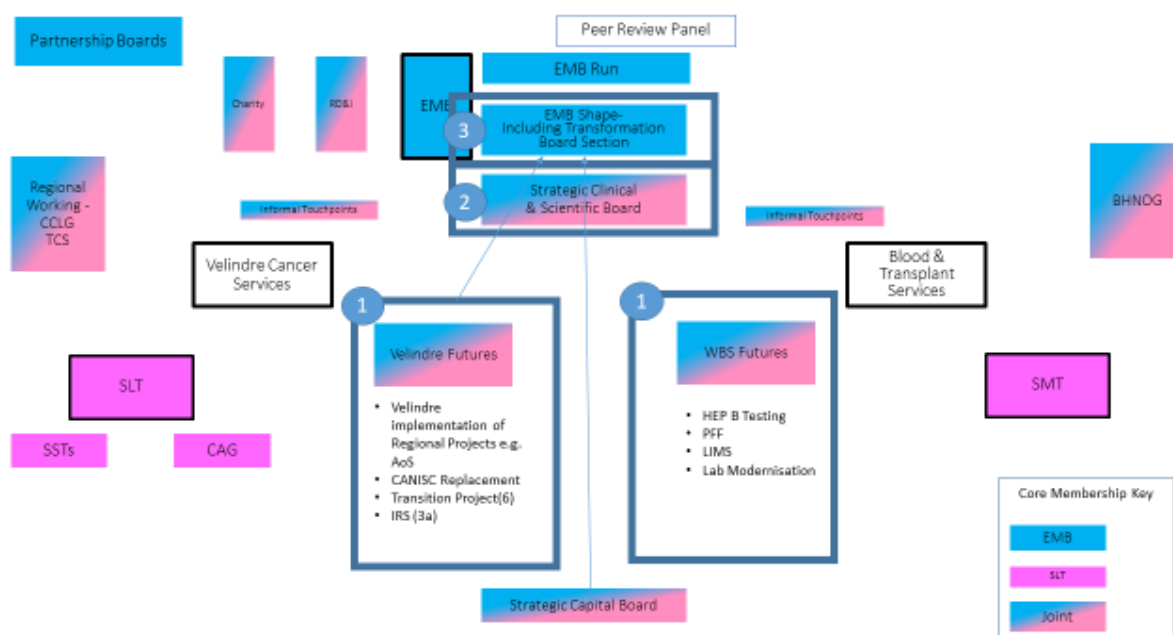 Peer Review Panel
Partnership Boards
EMB Run
Charity
RD&I
EMB
3
EMB Shape-
Including Transformation
Board Section
2
Strategic Clinical
& Scientific Board
Regional
Working -
CCLG
TCS
BHNOG
Informal Touchpoints
Informal Touchpoints
Velindre Cancer
Services
Blood &
Transplant
Services
1
1
Velindre Futures
WBS Futures
SLT
SMT
• Velindre
implementation of
Regional Projects e.g.
AoS
• CANISC Replacement
• Transition Project(6)
• IRS (3a)
• HEP B Testing
• PFF
• LIMS
• Lab Modernisation
SSTs
CAG
Core Membership Key
EMB
SLT
Joint
Strategic Capital Board